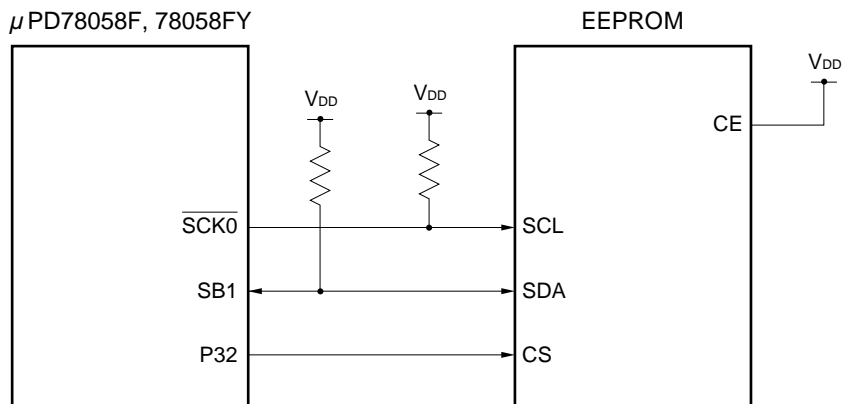 μPD78058F, 78058FY
EEPROM
VDD
VDD
VDD
CE
SCK0
SCL
SB1
SDA
P32
CS